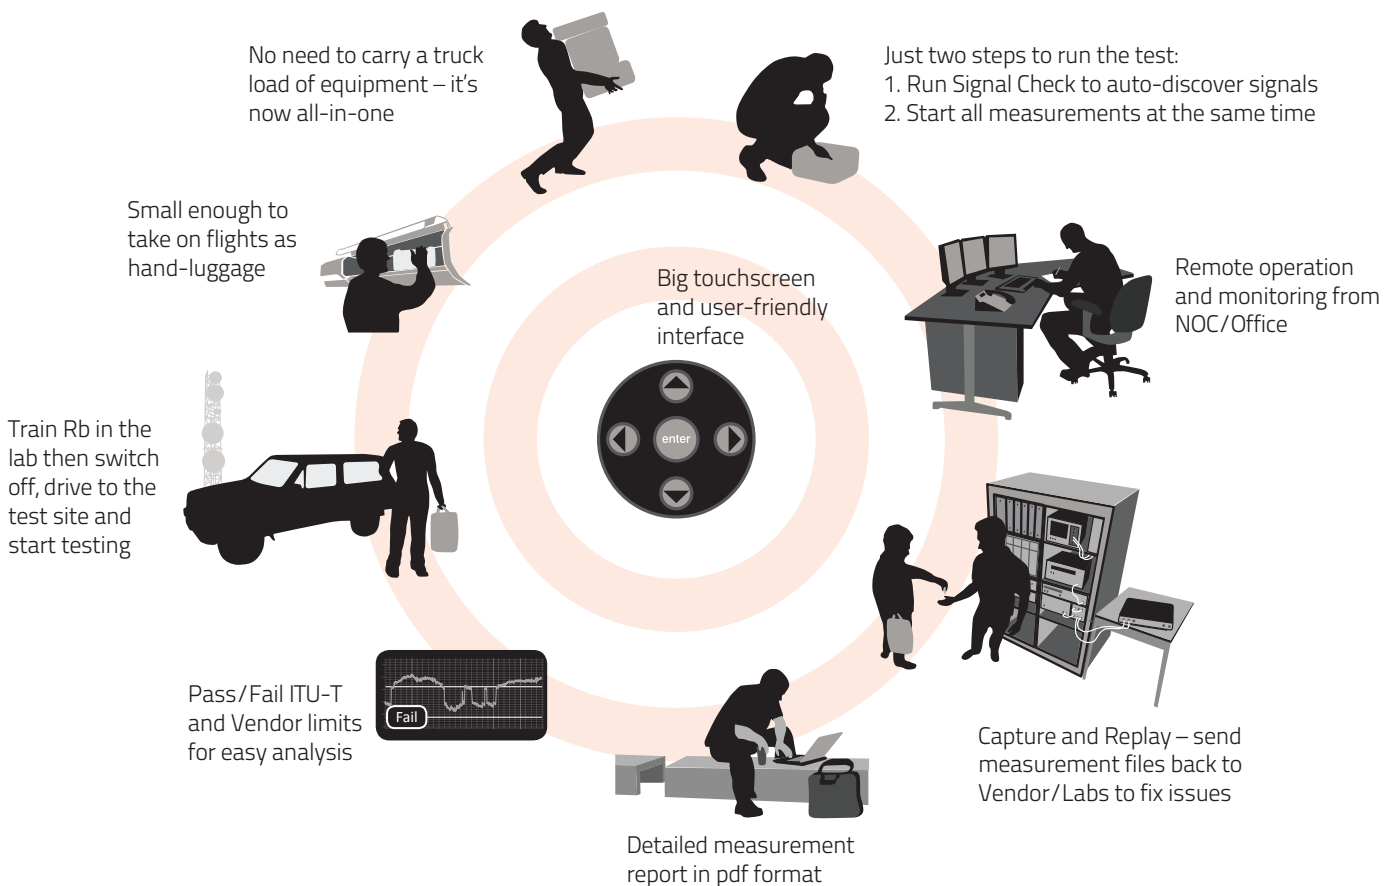 No need to carry a truck
load of equipment – it's
now all-in-one
Just two steps to run the test:
1. Run Signal Check to auto-discover signals
2. Start all measurements at the same time
Small enough to
take on flights as
hand-luggage
Big touchscreen
and user-friendly
interface
Remote operation
and monitoring from
NOC/Office
enter
Train Rb in the
lab then switch
off, drive to the
test site and
start testing
Pass/Fail ITU-T
and Vendor limits
for easy analysis
Fail
Capture and Replay – send
measurement files back to
Vendor/Labs to fix issues
Detailed measurement
report in pdf format